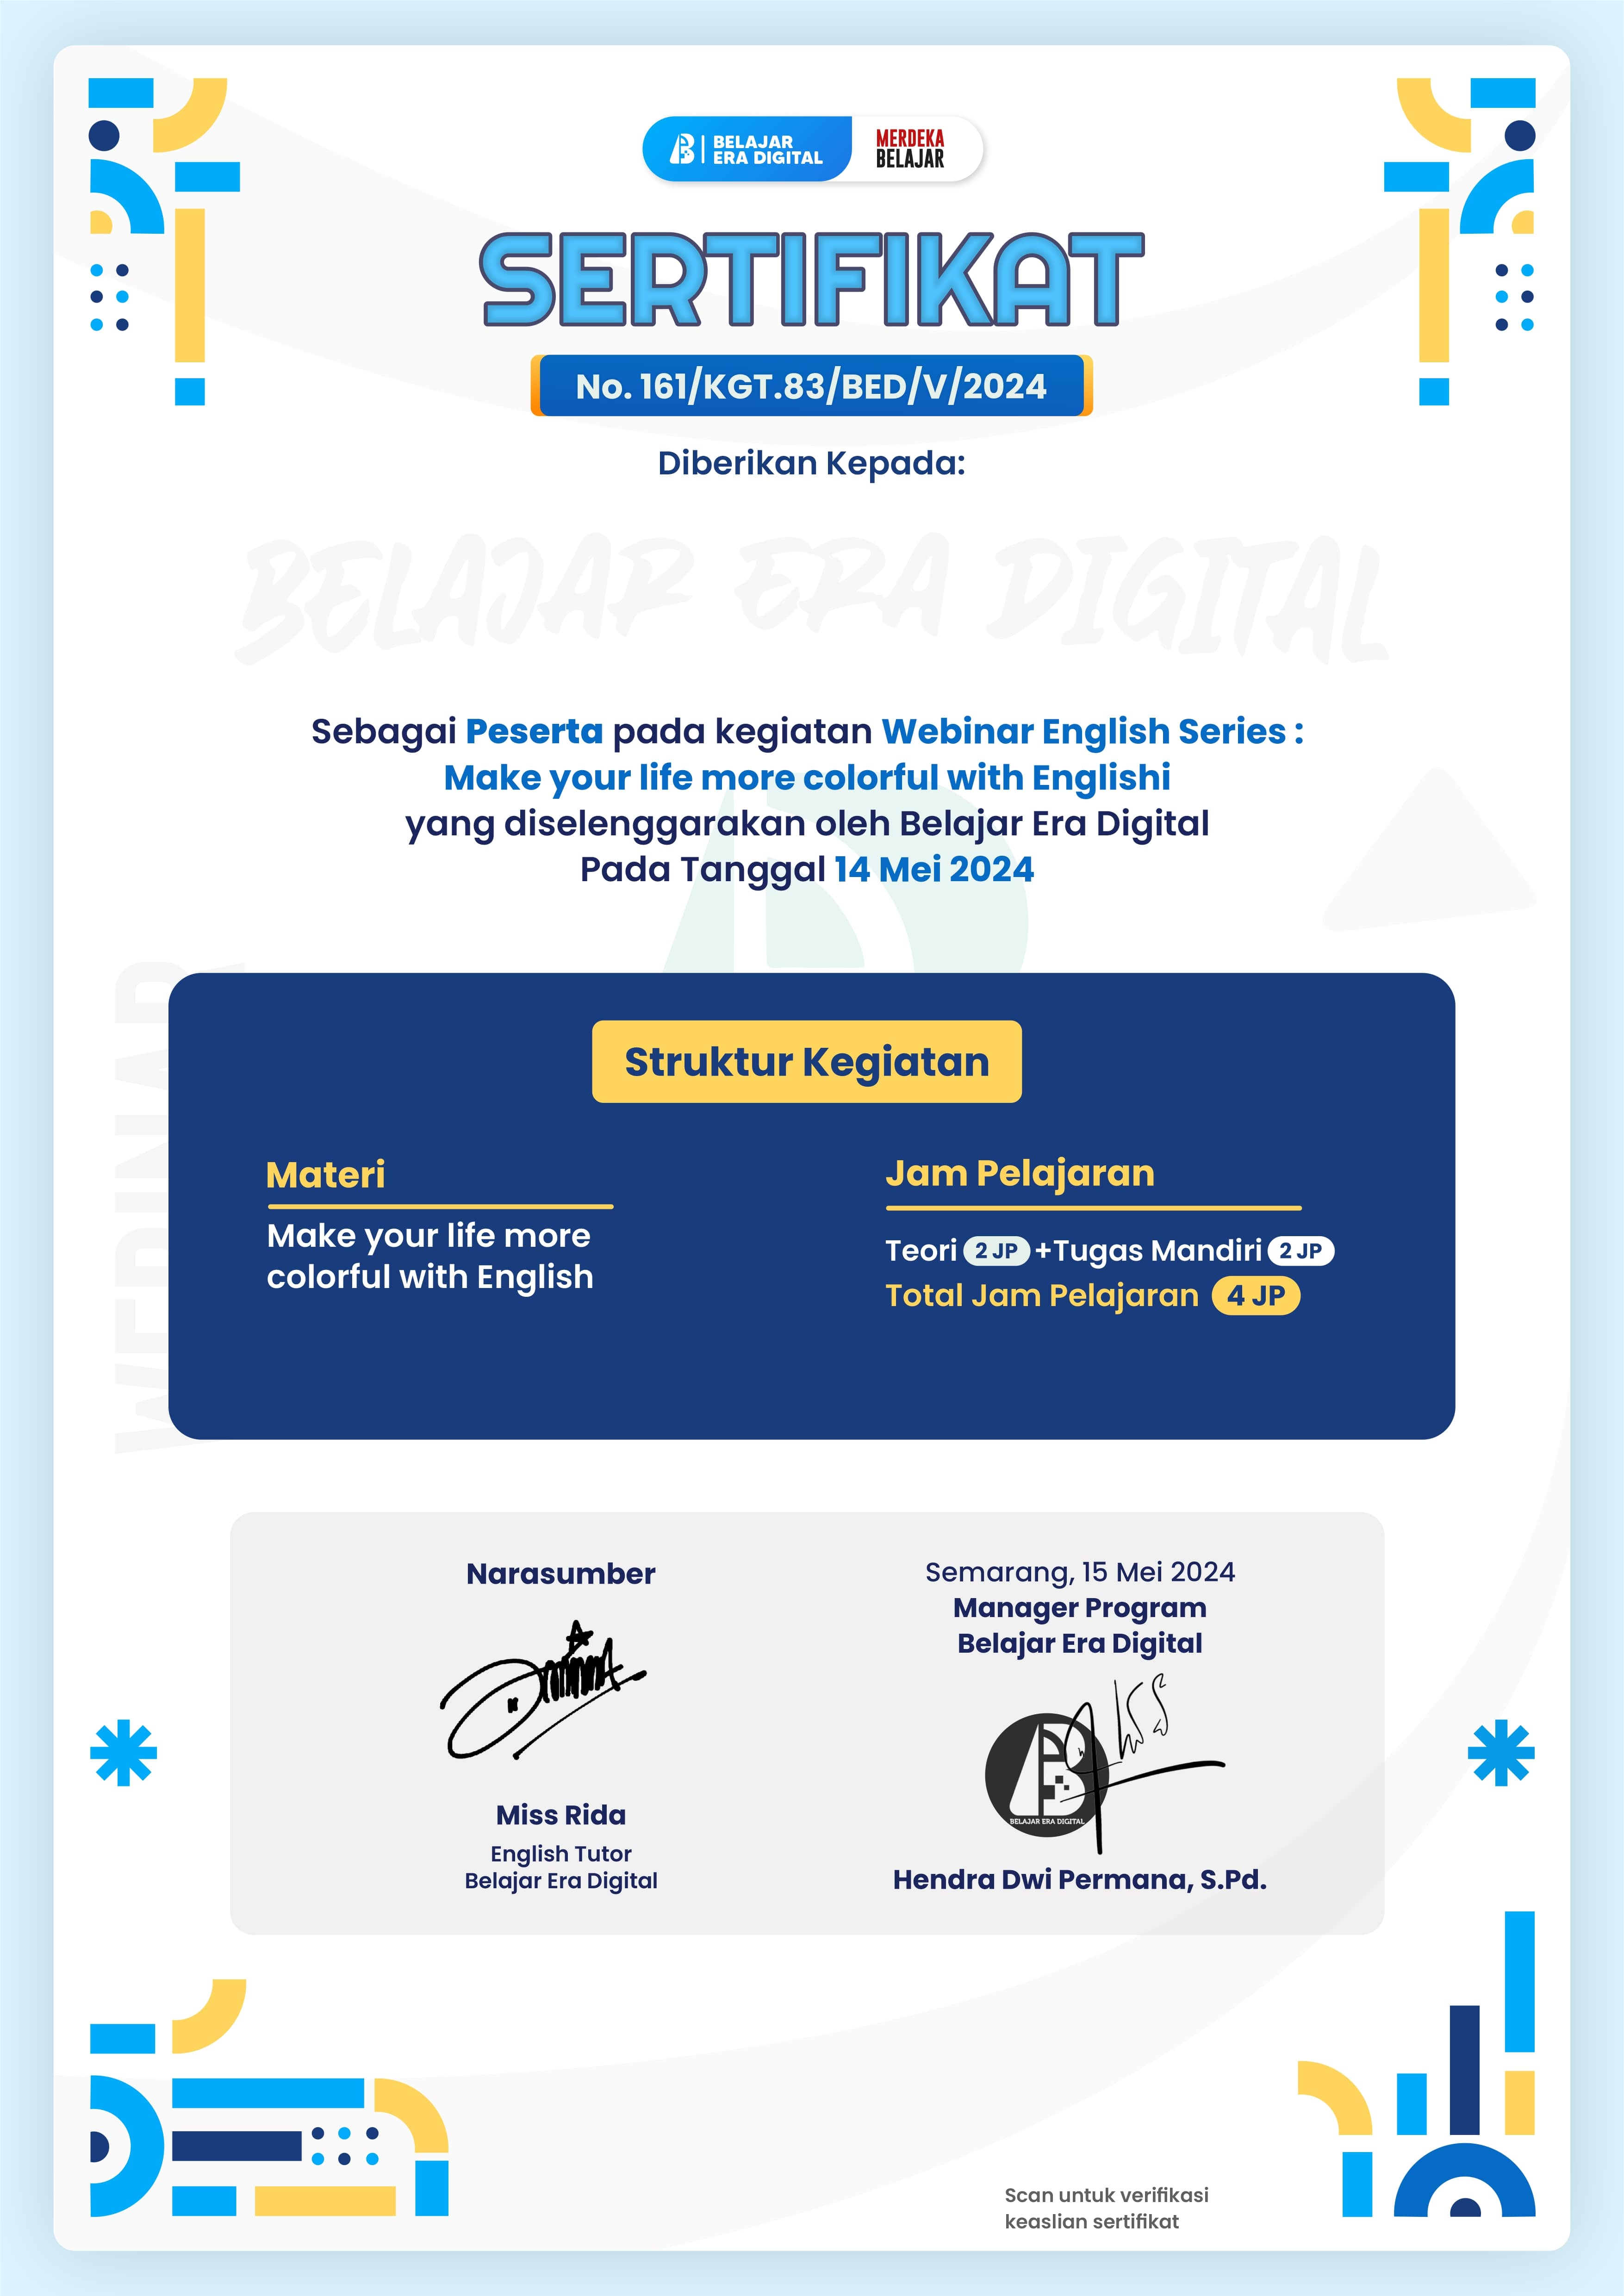 BELAJAR
ERA DIGITAL
MERDEKA
BELAJAR
SERTIFIKAT
No. 161/KGT.83/BED/V/2024
Diberikan Kepada:
BELAJAR ERA DIGITAL
Sebagai Peserta pada kegiatan Webinar English Series :
Make your life more colorful with Englishi
yang diselenggarakan oleh Belajar Era Digital
Pada Tanggal 14 Mei 2024
WEBINAR
Struktur Kegiatan
Materi
Make your life more
colorful with English
Jam Pelajaran
Teori 2 JP +Tugas Mandiri 2 JP
Total Jam Pelajaran 4 JP
Narasumber
Miss Rida
English Tutor
Belajar Era Digital
Semarang, 15 Mei 2024
Manager Program
Belajar Era Digital
BELAJAR ERA DIGITAL
Hendra Dwi Permana, S.Pd.
Scan untuk verifikasi
keaslian sertifikat